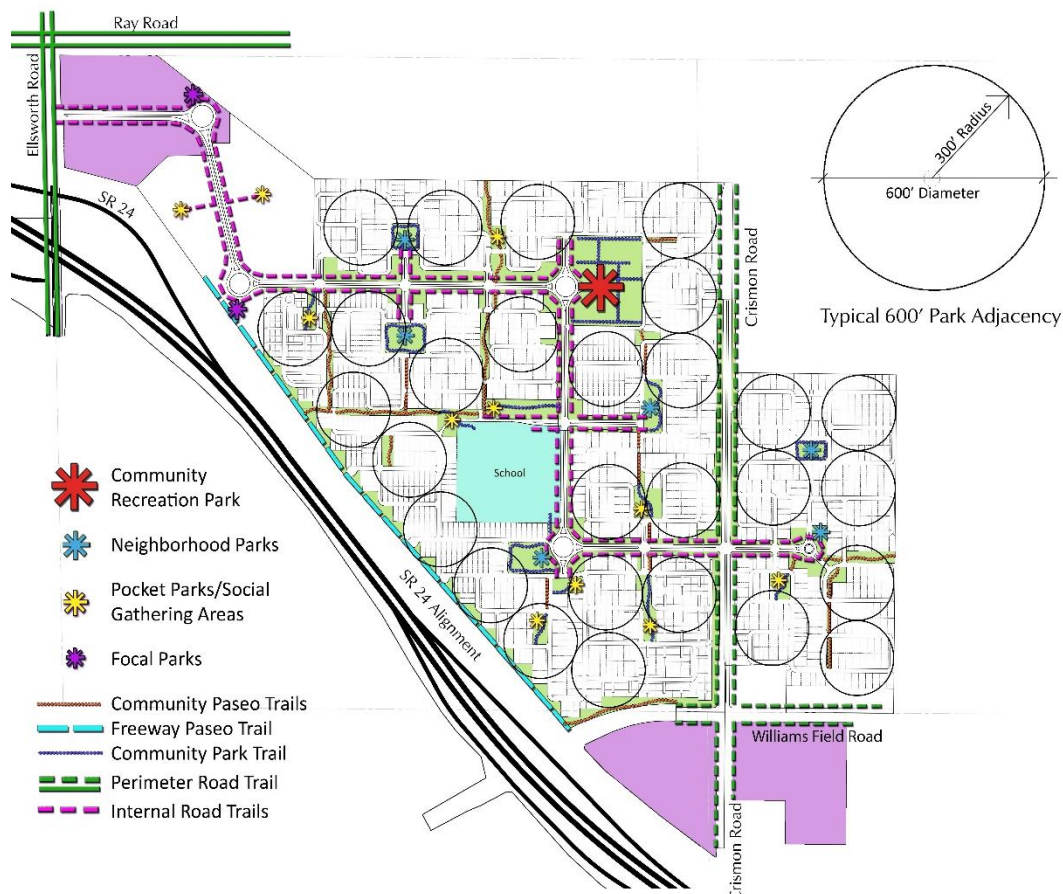 Ray Road
Ellsworth Road
SR 24
300' Radius
600' Diameter
Typical 600' Park Adjacency
Crismon Road
School
SR 24 Alignment
Community
Recreation Park
Neighborhood Parks
Pocket Parks/Social
Gathering Areas
Focal Parks
Community Paseo Trails
Freeway Paseo Trail
Community Park Trail
Perimeter Road Trail
Internal Road Trails
Williams Field Road
Crismon Road